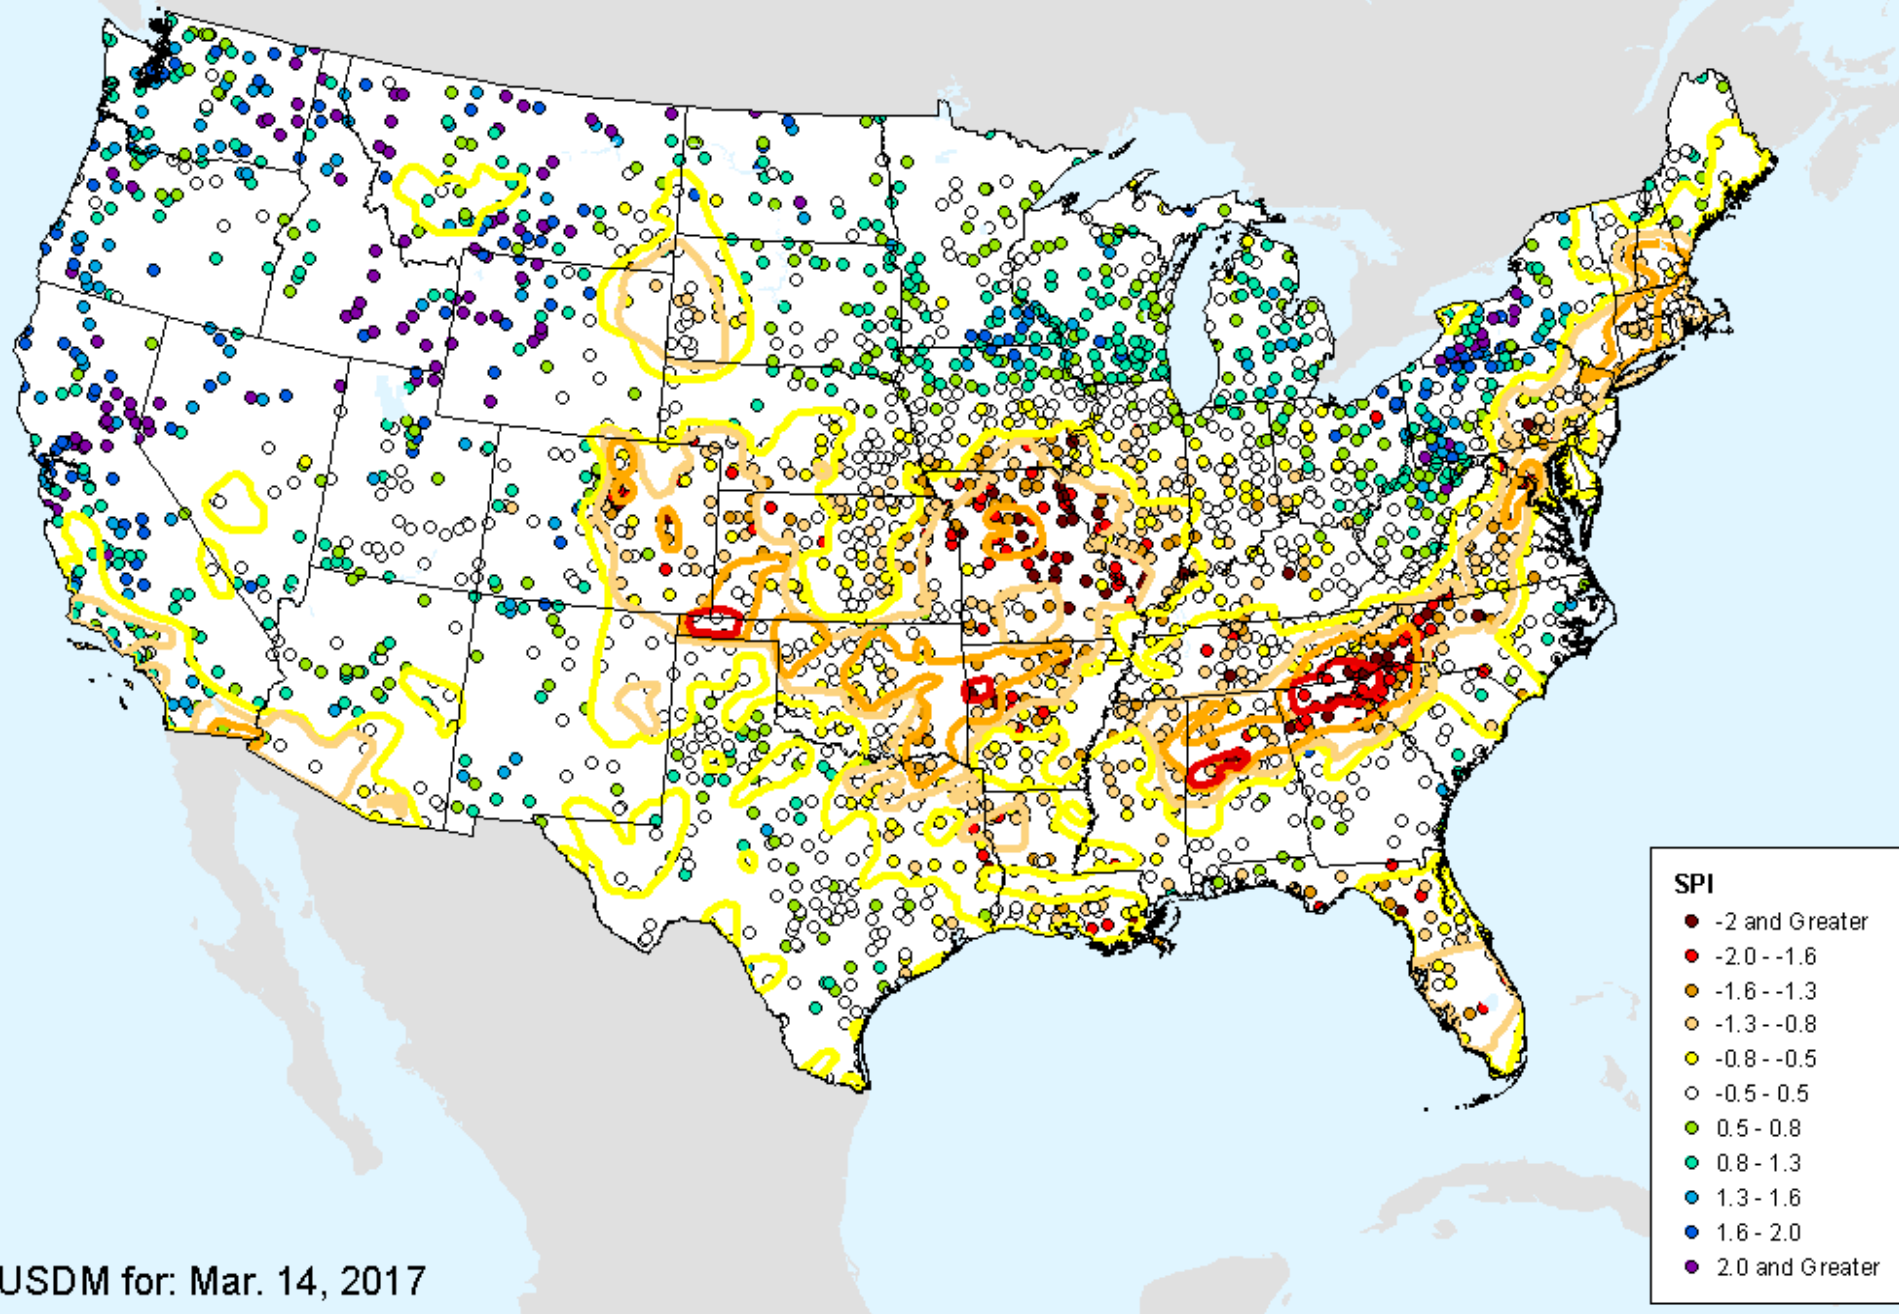 SPI
-2 and Greater
-2.0 - -1.6
-1.6 - -1.3
-1.3 - -0.8
-0.8 - -0.5
-0.5 - 0.5
0.5 - 0.8
0.8 - 1.3
1.3 - 1.6
1.6 - 2.0
2.0 and Greater
USDM for: Mar. 14, 2017